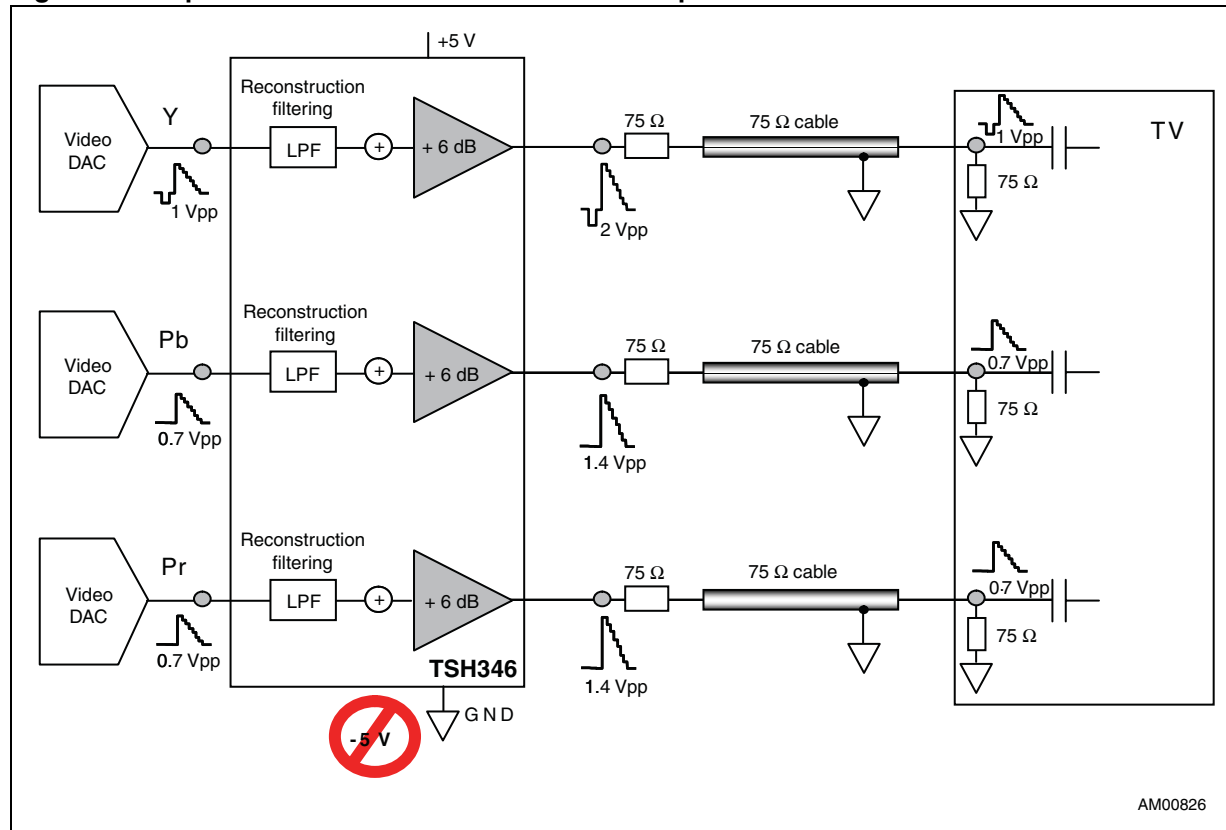 +5 V
Reconstruction
filtering
Y
Video
DAC
LPF
+
+ 6 dB
75 Ω
75 Ω cable
1 Vpp
TV
75 Ω
1 Vpp
2 Vpp
Reconstruction
filtering
Pb
Video
DAC
LPF
+
+ 6 dB
75 Ω
75 Ω cable
0.7 Vpp
75 Ω
0.7 Vpp
1.4 Vpp
Reconstruction
filtering
Pr
Video
DAC
LPF
+
+ 6 dB
75 Ω
75 Ω cable
0.7 Vpp
75 Ω
0.7 Vpp
1.4 Vpp
TSH346
GND
-5 V
AM00826